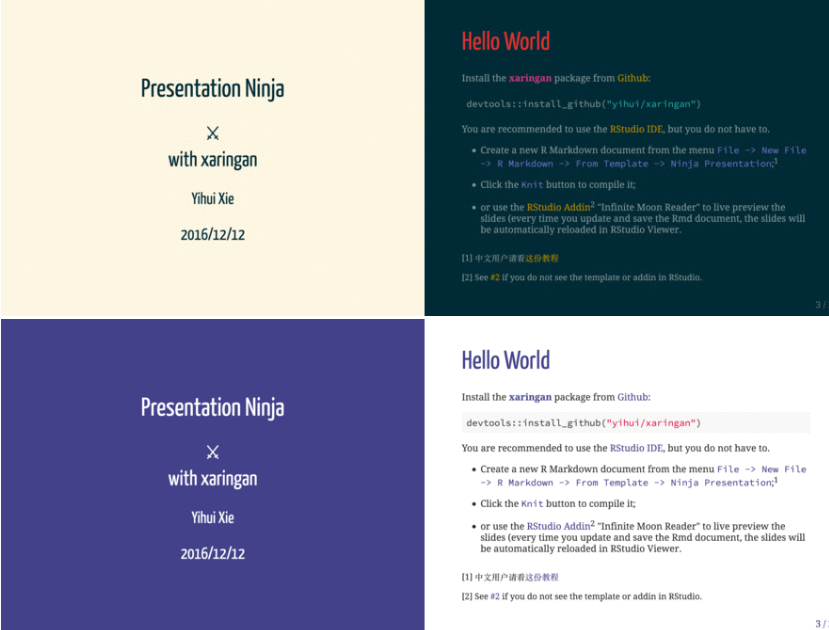 Presentation Ninja
⚔
with xaringan
Yihui Xie
2016/12/12
Hello World
Install the xaringan package from Github:
devtools::install_github("yihui/xaringan")
You are recommended to use the RStudio IDE, but you do not have to.
• Create a new R Markdown document from the menu File -> New File
-> R Markdown -> From Template -> Ninja Presentation;1
• Click the Knit button to compile it;
• or use the RStudio Addin2 "Infinite Moon Reader" to live preview the
slides (every time you update and save the Rmd document, the slides will
be automatically reloaded in RStudio Viewer.
[1] 中文用户请看这份教程
[2] See #2 if you do not see the template or addin in RStudio.
3 /
Presentation Ninja
⚔
with xaringan
Yihui Xie
2016/12/12
Hello World
Install the xaringan package from Github:
devtools::install_github("yihui/xaringan")
You are recommended to use the RStudio IDE, but you do not have to.
• Create a new R Markdown document from the menu File -> New File
-> R Markdown -> From Template -> Ninja Presentation;1
• Click the Knit button to compile it;
• or use the RStudio Addin2 "Infinite Moon Reader" to live preview the
slides (every time you update and save the Rmd document, the slides will
be automatically reloaded in RStudio Viewer.
[1] 中文用户请看这份教程
[2] See #2 if you do not see the template or addin in RStudio.
3 /